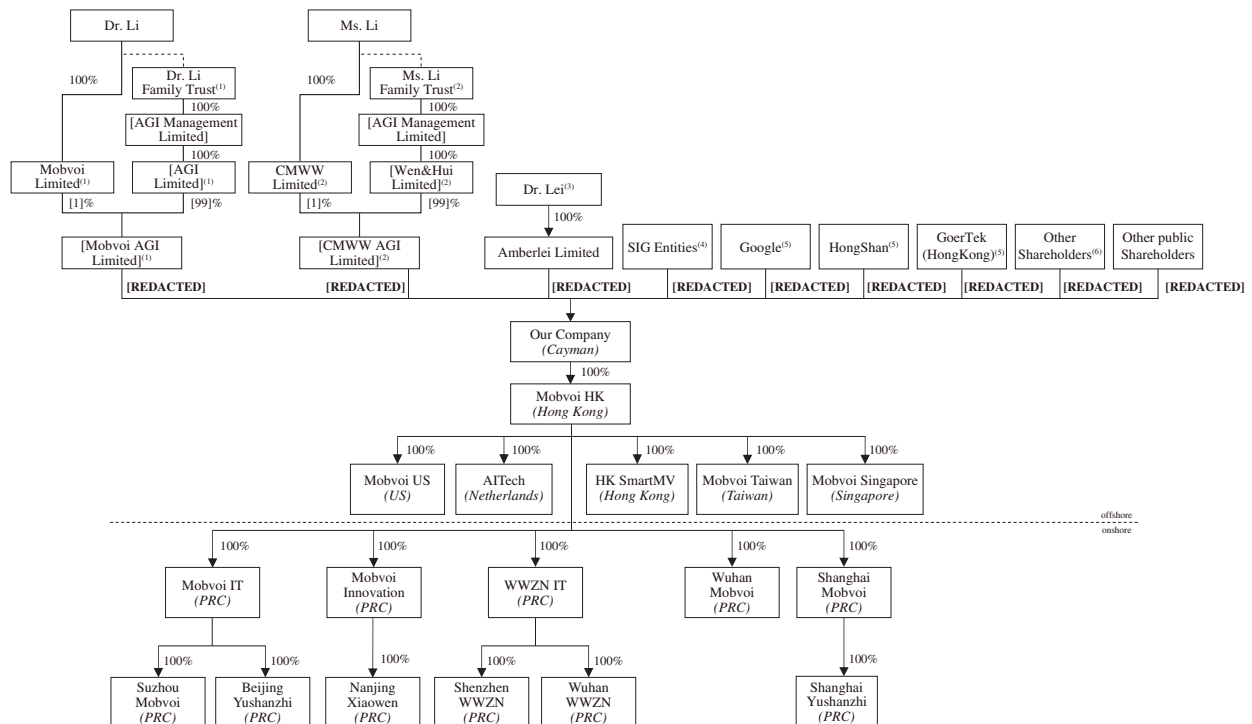 Dr. Li
Ms. Li
100%
Dr. Li
Family Trust(1)
100%
Ms. Li
Family Trust(2)
100%
[AGI Management
Limited]
100%
[AGI Management
Limited]
100%
Mobvoi
Limited(1)
[AGI
Limited](1)
CMWW
Limited(2)
[Wen&Hui
Limited](2)
100%
[1]%
[99]%
[1]%
[99]%
Dr. Lei(3)
100%
[Mobvoi AGI
Limited](1)
[CMWW AGI
Limited](2)
Amberlei Limited
SIG Entities(4)
Google(5)
HongShan(5)
GoerTek
(HongKong)(5)
Other
Shareholders(6)
Other public
Shareholders
[REDACTED]
[REDACTED]
[REDACTED]
[REDACTED]
[REDACTED]
[REDACTED]
[REDACTED]
[REDACTED]
[REDACTED]
Our Company
(Cayman)
100%
Mobvoi HK
(Hong Kong)
100%
100%
100%
100%
100%
Mobvoi US
(US)
AITech
(Netherlands)
HK SmartMV
(Hong Kong)
Mobvoi Taiwan
(Taiwan)
Mobvoi Singapore
(Singapore)
offshore
onshore
100%
100%
100%
100%
100%
Mobvoi IT
(PRC)
Mobvoi
Innovation
(PRC)
WWZN IT
(PRC)
Wuhan
Mobvoi
(PRC)
Shanghai
Mobvoi
(PRC)
100%
100%
100%
100%
100%
100%
Suzhou
Mobvoi
(PRC)
Beijing
Yushanzhi
(PRC)
Nanjing
Xiaowen
(PRC)
Shenzhen
WWZN
(PRC)
Wuhan
WWZN
(PRC)
Shanghai
Yushanzhi
(PRC)